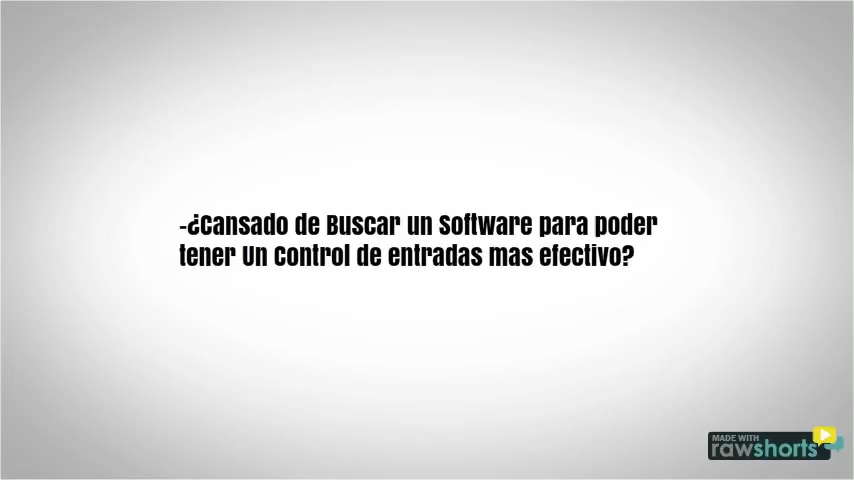 -¿Cansado de Buscar un Software para poder
tener Un Control de entradas mas efectivo?
MADE WITH
rawshorts